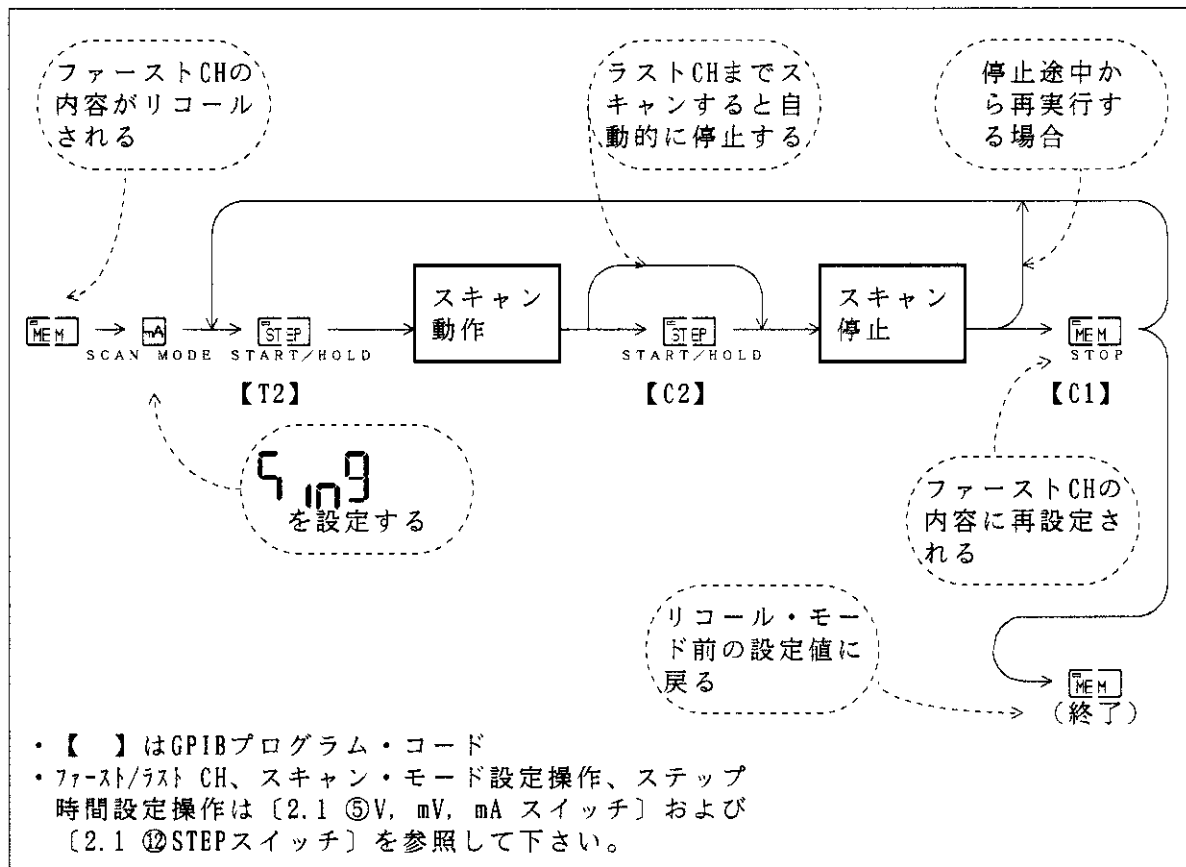 ファーストCHの
内容がリコール
される
ラストCHまでス
キャンすると自
動的に停止する
停止途中か
ら再実行す
る場合
MEM
mA
SCAN MODE
STEP
START/HOLD
【T2】
スキャン
動作
STEP
START/HOLD
【C2】
スキャン
停止
MEM
STOP
【C1】
Sing
を設定する
ファーストCHの
内容に再設定さ
れる
リコール・モー
ド前の設定値に
戻る
MEM
(終了)
・【 】はGPIBプログラム・コード
・ファースト/ラスト CH、スキャン・モード設定操作、ステップ
時間設定操作は〔2.1 ⑤V, mV, mA スイッチ〕および
〔2.1 ⑫STEPスイッチ〕を参照して下さい。